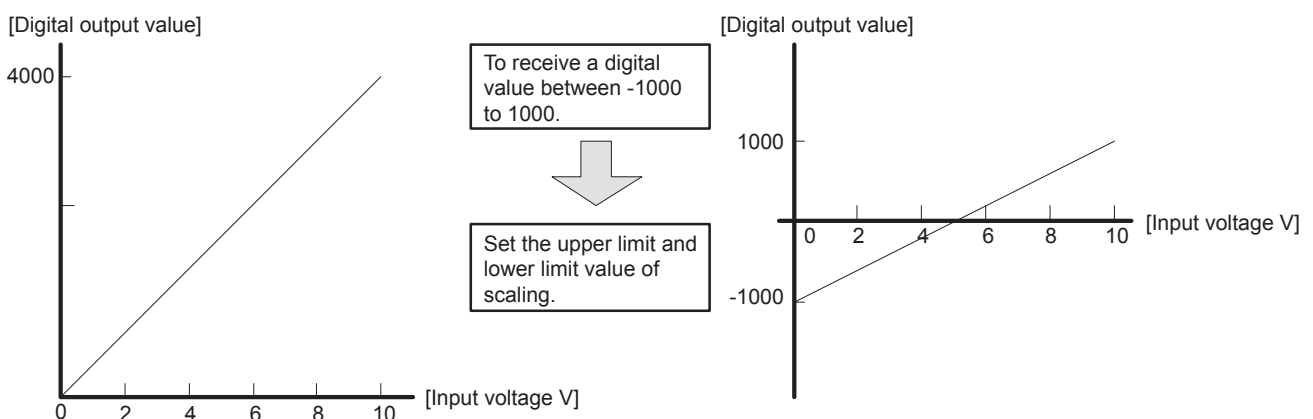 [Digital output value]
4000
0
2
4
6
8
10
[Input voltage V]
To receive a digital
value between -1000
to 1000.
Set the upper limit and
lower limit value of
scaling.
[Digital output value]
1000
-1000
0
2
4
6
8
10
[Input voltage V]